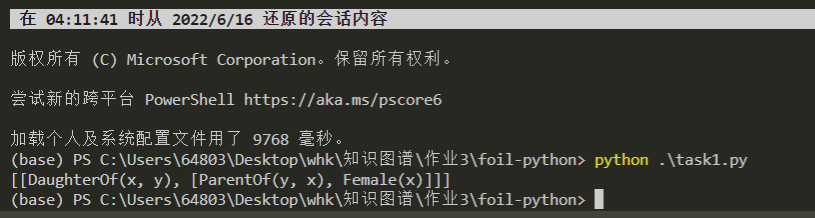 在 04:11:41 时从 2022/6/16 还原的会话内容
版权所有 (C) Microsoft Corporation。保留所有权利。
尝试新的跨平台 PowerShell https://aka.ms/pscore6
加载个人及系统配置文件用了 9768 毫秒。
(base) PS C:\Users\64803\Desktop\whk\知识图谱\作业3\foil-python> python .\task1.py
[[DaughterOf(x, y), [ParentOf(y, x), Female(x)]]]
(base) PS C:\Users\64803\Desktop\whk\知识图谱\作业3\foil-python>